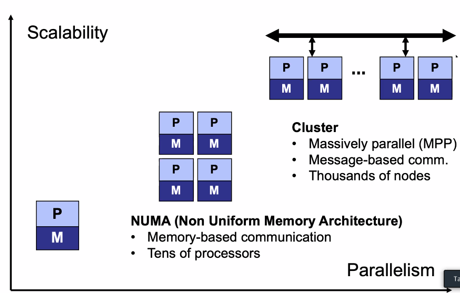 Scalability
P P ... P P
M M M M
Cluster
• Massively parallel (MPP)
• Message-based comm.
• Thousands of nodes
P P
M M
P P
M M
NUMA (Non Uniform Memory Architecture)
• Memory-based communication
• Tens of processors
P
M
Parallelism